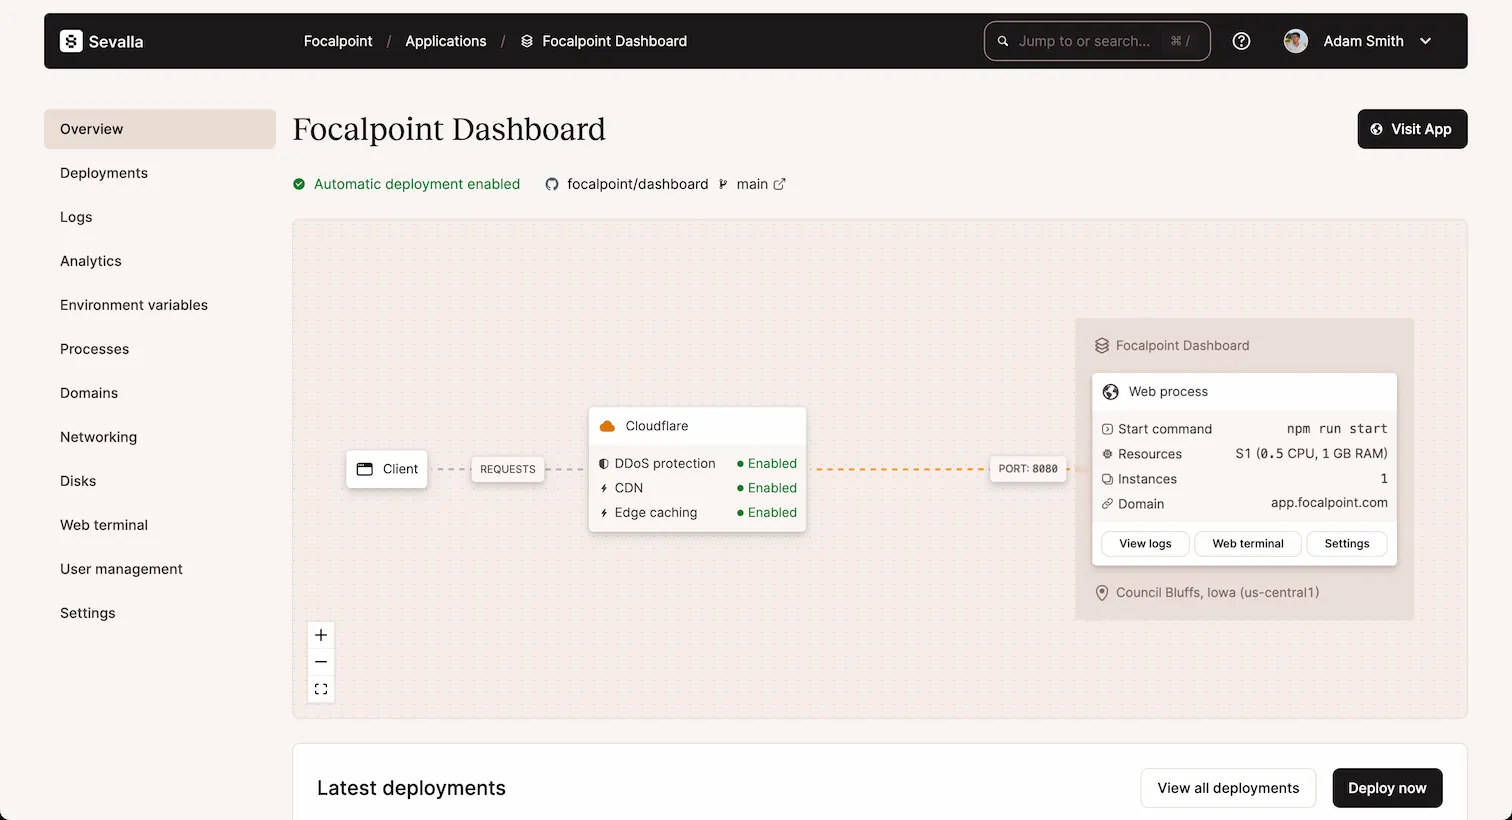 Sevalla
Focalpoint / Applications / Focalpoint Dashboard
Jump to or search... ⌘ /
Adam Smith
Overview
Deployments
Logs
Analytics
Environment variables
Processes
Domains
Networking
Disks
Web terminal
User management
Settings
Focalpoint Dashboard
Visit App
Automatic deployment enabled focalpoint/dashboard main
Client
REQUESTS
Cloudflare
DDoS protection Enabled
CDN Enabled
Edge caching Enabled
PORT: 8080
Focalpoint Dashboard
Web process
Start command npm run start
Resources S1 (0.5 CPU, 1 GB RAM)
Instances 1
Domain app.focalpoint.com
View logs Web terminal Settings
Council Bluffs, Iowa (us-central1)
Latest deployments
View all deployments
Deploy now